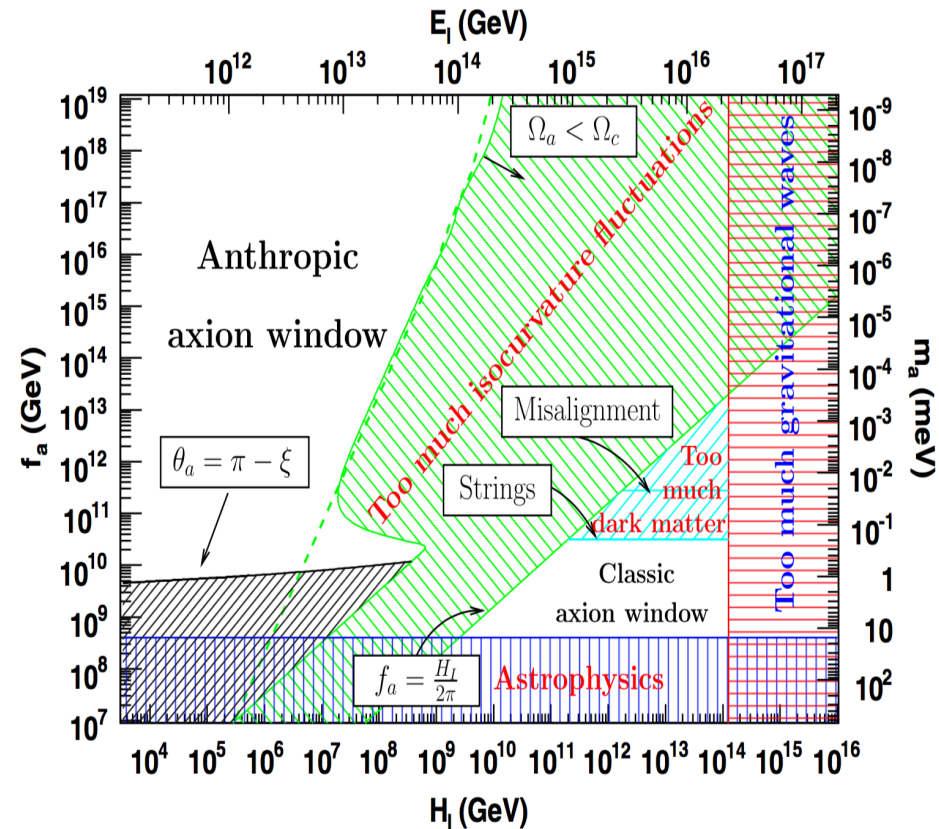 E_I (GeV)
10^12 10^13 10^14 10^15 10^16 10^17
f_a (GeV)
10^19
10^18
10^17
10^16
10^15
10^14
10^13
10^12
10^11
10^10
10^9
10^8
10^7
Ω_a < Ω_c
Anthropic
axion window
Too much isocurvature fluctuations
Too much gravitational waves
θ_a = π − ξ
Misalignment
Strings
Too
much
dark matter
Classic
axion window
f_a = H_I/2π
Astrophysics
10^-9
10^-8
10^-7
10^-6
10^-5
10^-4
10^-3
10^-2
10^-1
1
10
10^2
m_a (meV)
10^4 10^5 10^6 10^7 10^8 10^9 10^10 10^11 10^12 10^13 10^14 10^15 10^16
H_I (GeV)